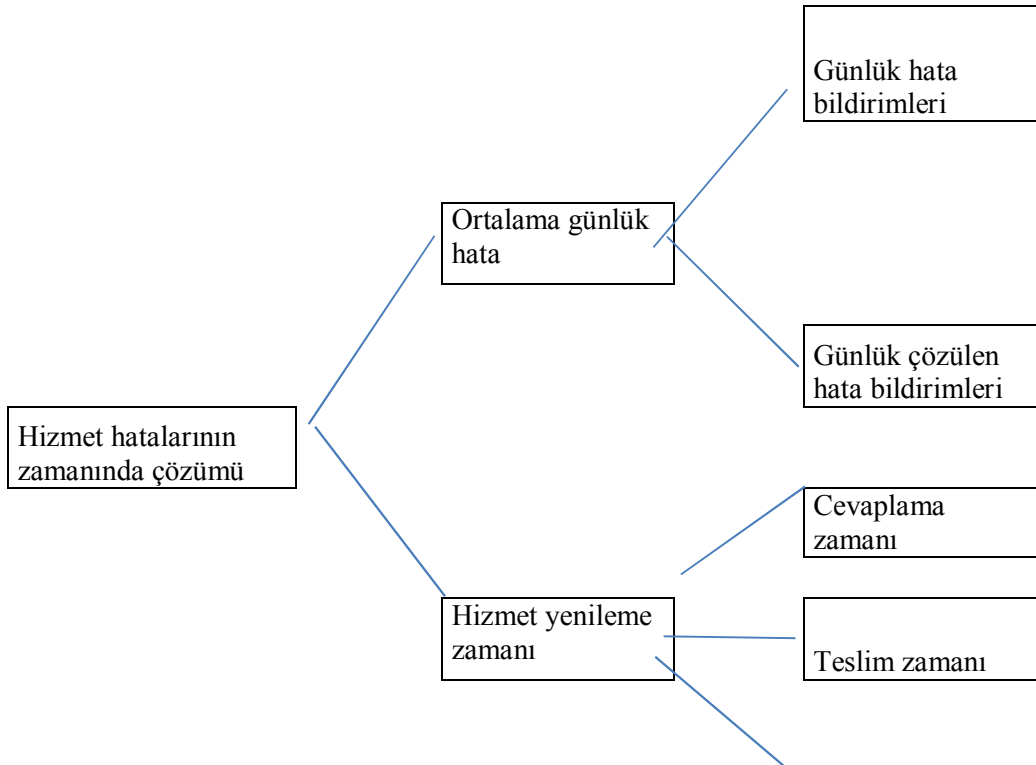 Günlük hata
bildirimleri
Ortalama günlük
hata
Günlük çözülen
hata bildirimleri
Hizmet hatalarının
zamanında çözümü
Cevaplama
zamanı
Hizmet yenileme
zamanı
Teslim zamanı